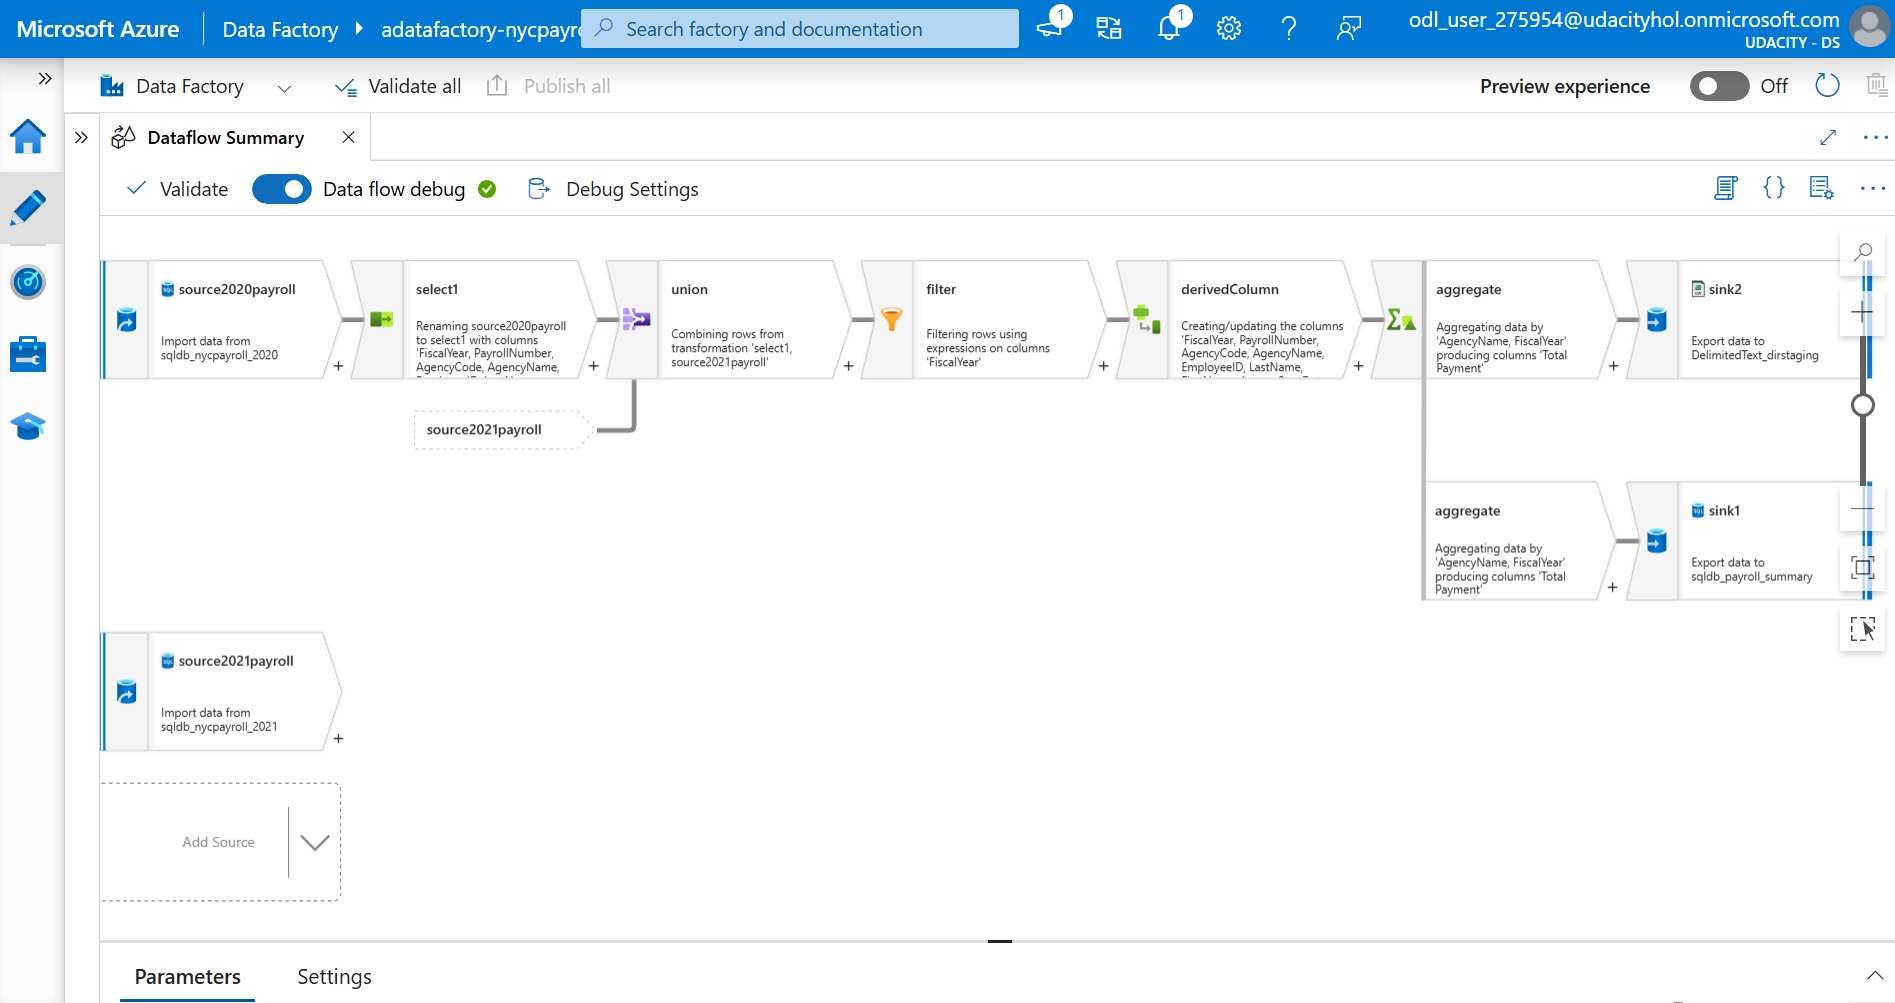 Microsoft Azure
Data Factory
adatafactory-nycpayro
Search factory and documentation
1
1
odl_user_275954@udacityhol.onmicrosoft.com
UDACITY - DS
Data Factory
Validate all
Publish all
Preview experience
Off
Dataflow Summary
Validate
Data flow debug
Debug Settings
source2020payroll
Import data from
sqldb_nycpayroll_2020
select1
Renaming source2020payroll
to select1 with columns
'FiscalYear, PayrollNumber,
AgencyCode, AgencyName,
union
Combining rows from
transformation 'select1,
source2021payroll'
filter
Filtering rows using
expressions on columns
'FiscalYear'
derivedColumn
Creating/updating the columns
'FiscalYear, PayrollNumber,
AgencyCode, AgencyName,
EmployeeID, LastName,
aggregate
Aggregating data by
'AgencyName, FiscalYear'
producing columns 'Total
Payment'
sink2
Export data to
DelimitedText_dirstaging
source2021payroll
aggregate
Aggregating data by
'AgencyName, FiscalYear'
producing columns 'Total
Payment'
sink1
Export data to
sqldb_payroll_summary
source2021payroll
Import data from
sqldb_nycpayroll_2021
Add Source
Parameters
Settings